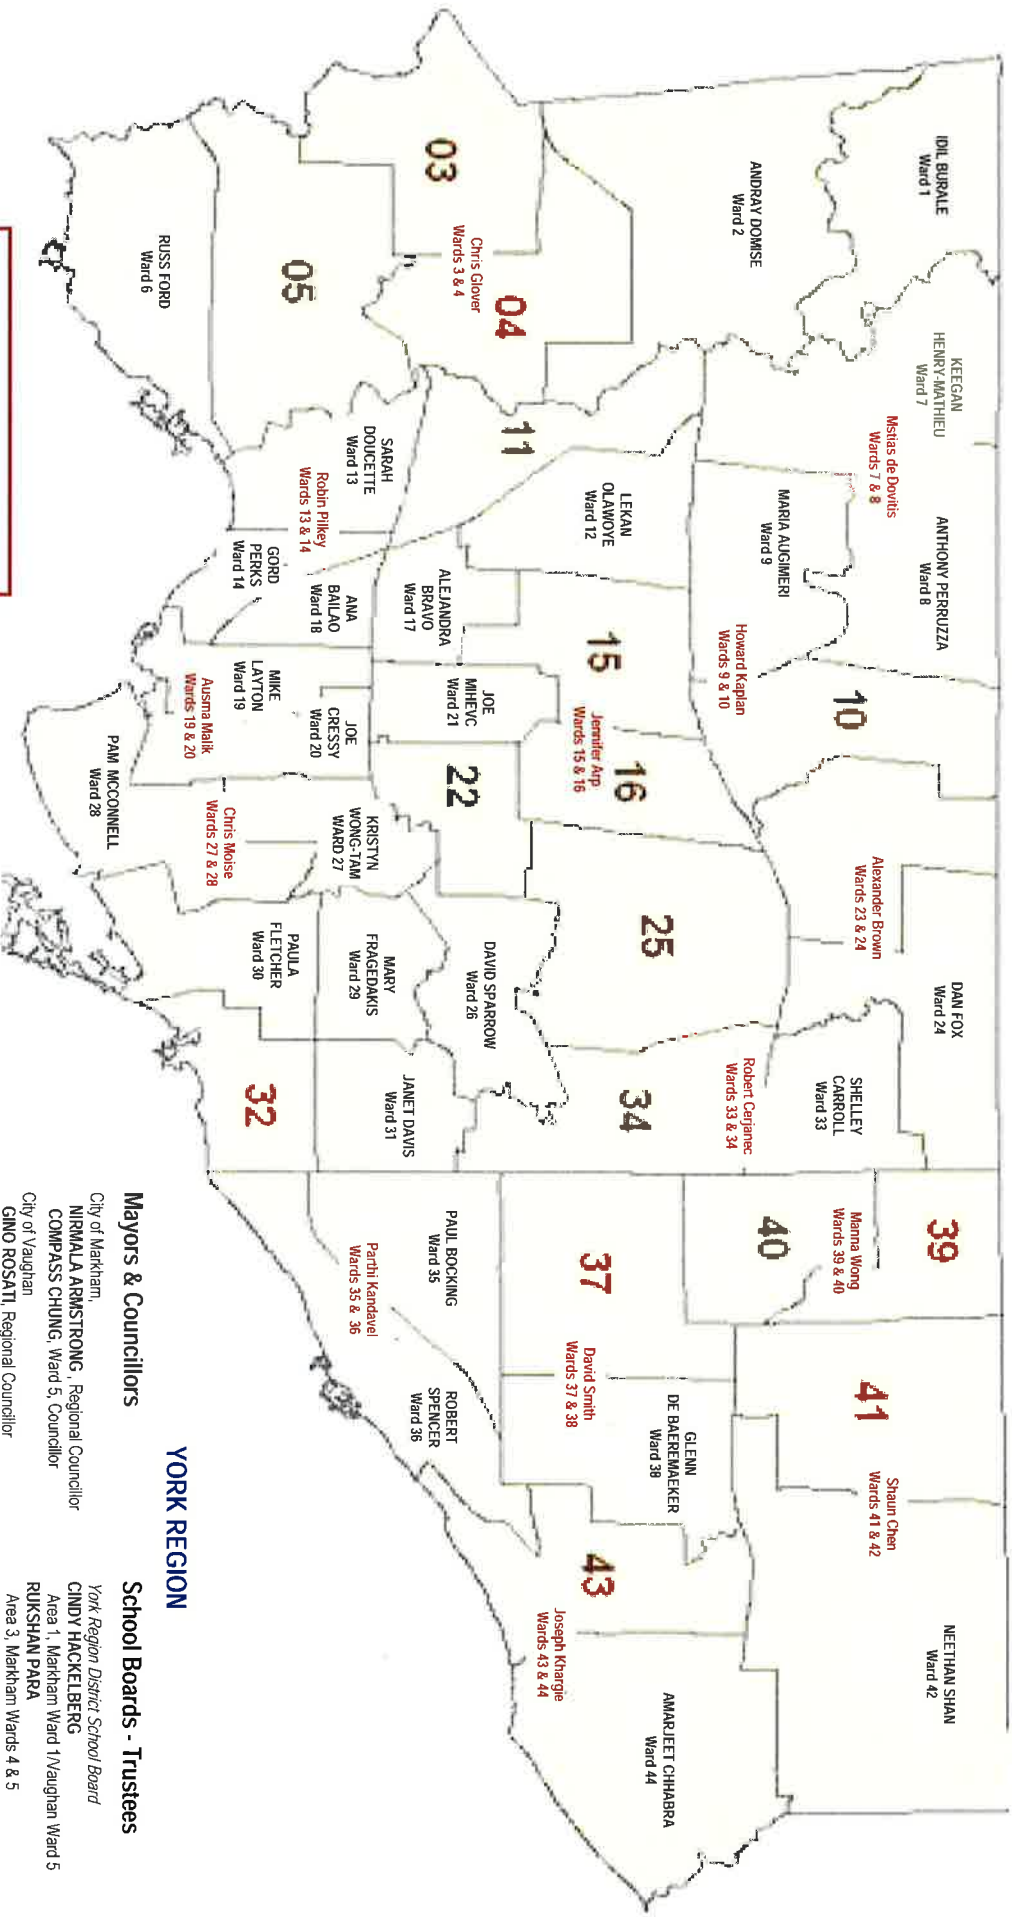 IDIL BURALE
Ward 1
ANDRAY DOMISE
Ward 2
03
Chris Glover
Wards 3 & 4
04
05
RUSS FORD
Ward 6
KEEGAN
HENRY-MATHIEU
Ward 7
Mstias de Dovitis
Wards 7 & 8
ANTHONY PERRUZZA
Ward 8
MARIA AUGIMERI
Ward 9
Howard Kaplan
Wards 9 & 10
10
11
LEKAN
OLAWOYE
Ward 12
SARAH
DOUCETTE
Ward 13
Robin Pilkey
Wards 13 & 14
GORD
PERKS
Ward 14
15
Jennifer Arp
Wards 15 & 16
16
ALEJANDRA
BRAVO
Ward 17
ANA
BAILAO
Ward 18
MIKE
LAYTON
Ward 19
Ausma Malik
Wards 19 & 20
JOE
CRESSY
Ward 20
JOE
MIHEVC
Ward 21
22
Alexander Brown
Wards 23 & 24
DAN FOX
Ward 24
25
DAVID SPARROW
Ward 26
KRISTYN
WONG-TAM
WARD 27
Chris Moise
Wards 27 & 28
PAM MCCONNELL
Ward 28
MARY
FRAGEDAKIS
Ward 29
PAULA
FLETCHER
Ward 30
JANET DAVIS
Ward 31
32
SHELLEY
CARROLL
Ward 33
Robert Cerjanec
Wards 33 & 34
34
PAUL BOCKING
Ward 35
Parthi Kandavel
Wards 35 & 36
ROBERT
SPENCER
Ward 36
37
David Smith
Wards 37 & 38
GLENN
DE BAEREMAEKER
Ward 38
39
Manna Wong
Wards 39 & 40
40
41
Shaun Chen
Wards 41 & 42
NEETHAN SHAN
Ward 42
43
Joseph Khargie
Wards 43 & 44
AMARJEET CHHABRA
Ward 44
YORK REGION
Mayors & Councillors
City of Markham,
NIRMALA ARMSTRONG , Regional Councillor
COMPASS CHUNG, Ward 5, Councillor
City of Vaughan
GINO ROSATI, Regional Councillor
School Boards - Trustees
York Region District School Board
CINDY HACKELBERG
Area 1, Markham Ward 1/Vaughan Ward 5
RUKSHAN PARA
Area 3, Markham Wards 4 & 5